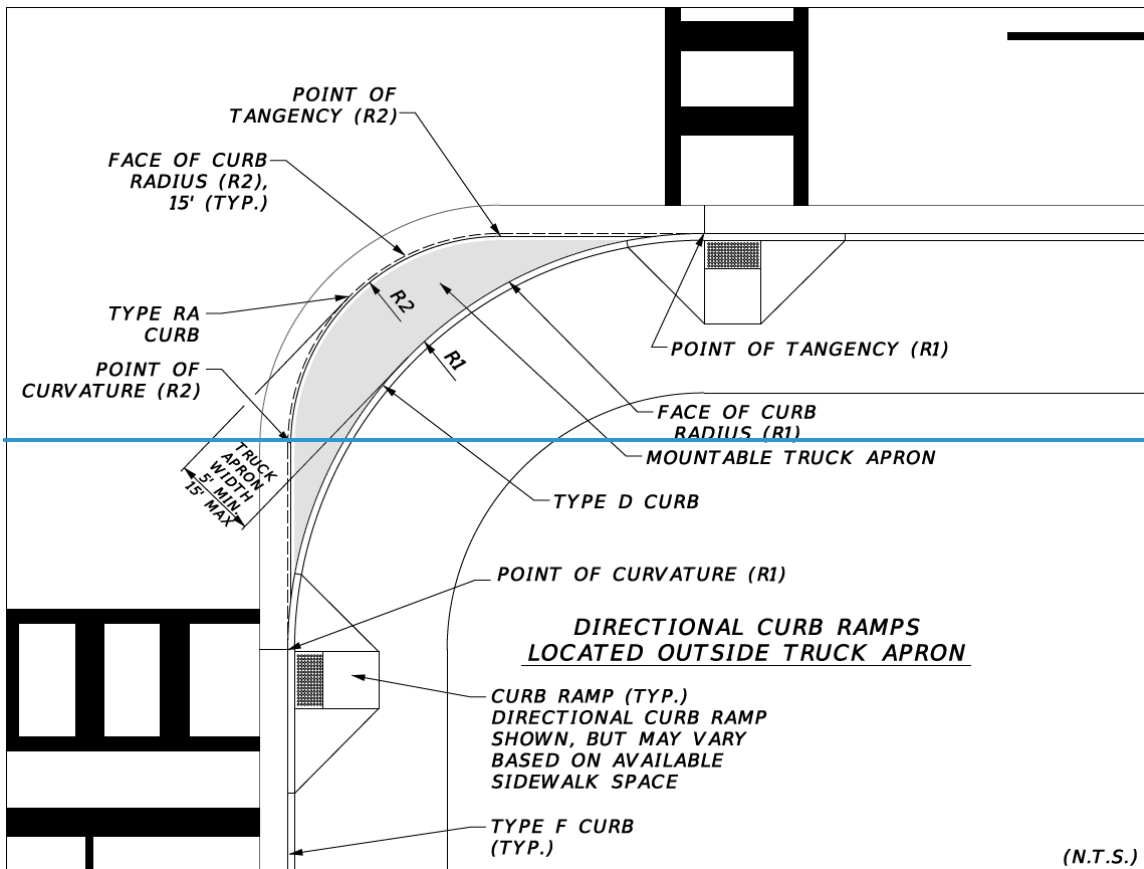 POINT OF
TANGENCY (R2)
FACE OF CURB
RADIUS (R2),
15' (TYP.)
TYPE RA
CURB
POINT OF
CURVATURE (R2)
R2
R1
POINT OF TANGENCY (R1)
FACE OF CURB
RADIUS (R1)
MOUNTABLE TRUCK APRON
TRUCK
APRON
WIDTH
5' MIN.
15' MAX
TYPE D CURB
POINT OF CURVATURE (R1)
DIRECTIONAL CURB RAMPS
LOCATED OUTSIDE TRUCK APRON
CURB RAMP (TYP.)
DIRECTIONAL CURB RAMP
SHOWN, BUT MAY VARY
BASED ON AVAILABLE
SIDEWALK SPACE
TYPE F CURB
(TYP.)
(N.T.S.)